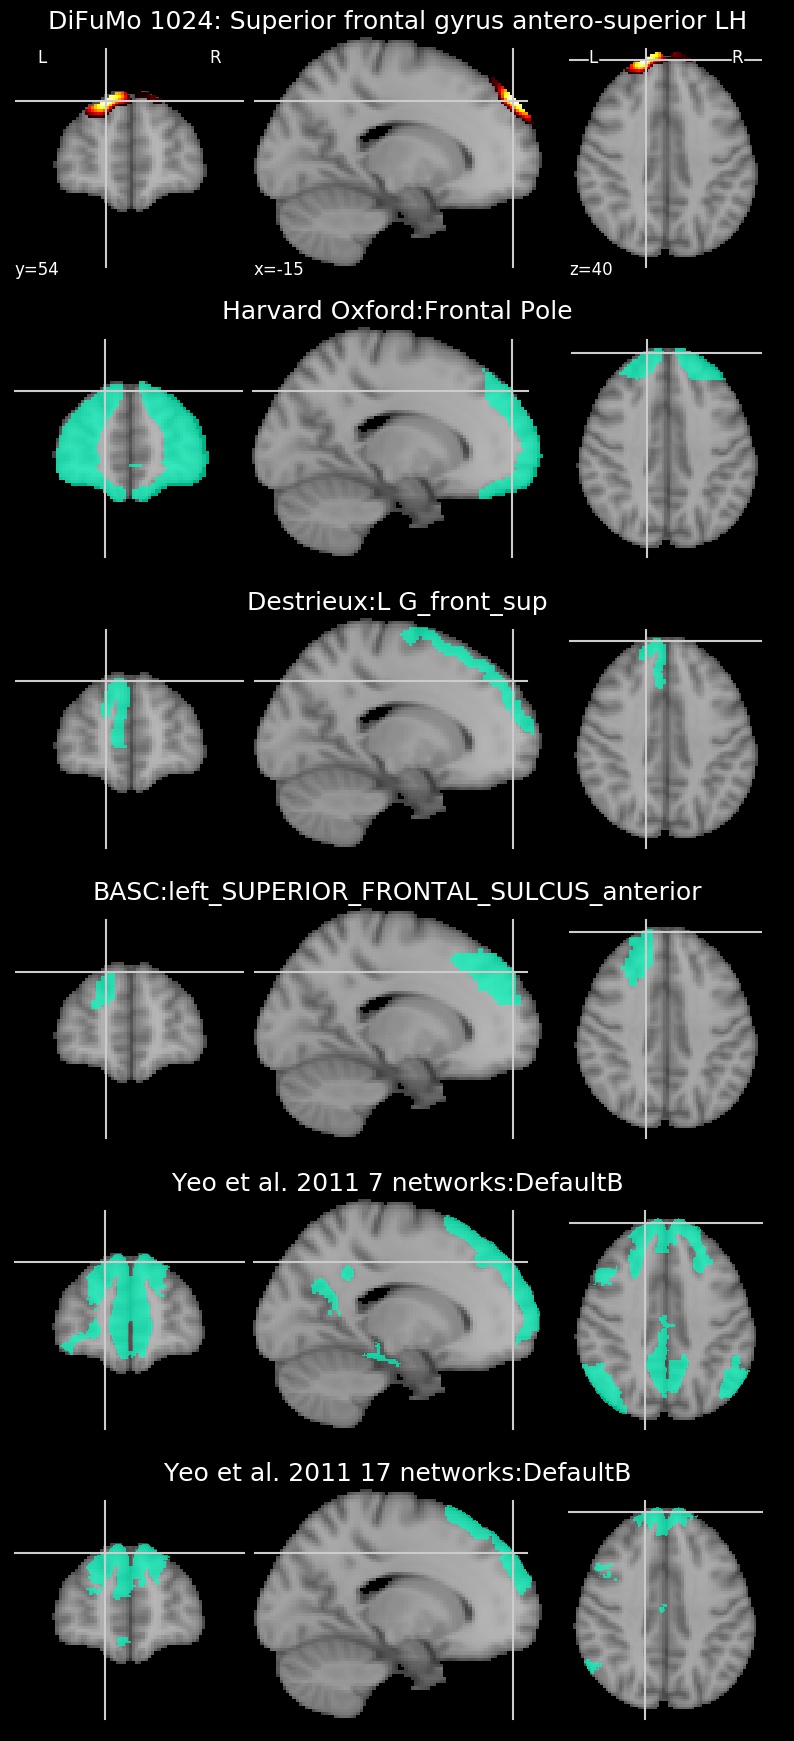 DiFuMo 1024: Superior frontal gyrus antero-superior LH
L R L R
y=54 x=-15 z=40
Harvard Oxford:Frontal Pole
Destrieux:L G_front_sup
BASC:left_SUPERIOR_FRONTAL_SULCUS_anterior
Yeo et al. 2011 7 networks:DefaultB
Yeo et al. 2011 17 networks:DefaultB